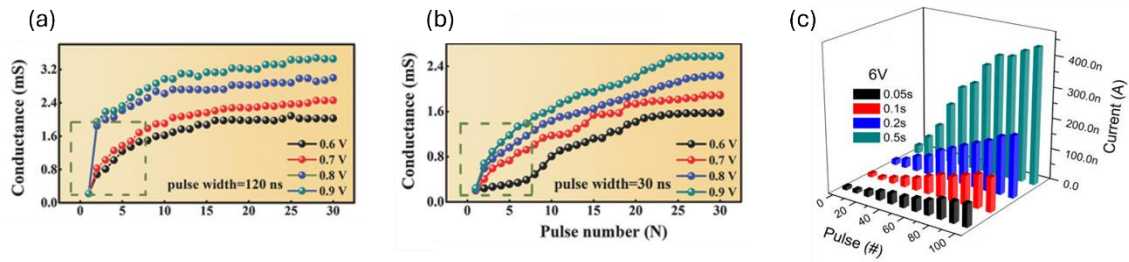 (a)
Conductance (mS)
3.2
2.4
1.6
0.8
0.0
0.6 V
0.7 V
0.8 V
0.9 V
pulse width=120 ns
0 5 10 15 20 25 30
(b)
Conductance (mS)
2.4
1.6
0.8
0.0
0.6 V
0.7 V
0.8 V
0.9 V
pulse width=30 ns
0 5 10 15 20 25 30
Pulse number (N)
(c)
6V
0.05s
0.1s
0.2s
0.5s
400.0n
300.0n
200.0n
100.0n
0.0
Current (A)
0 20 40 60 80 100
Pulse (#)